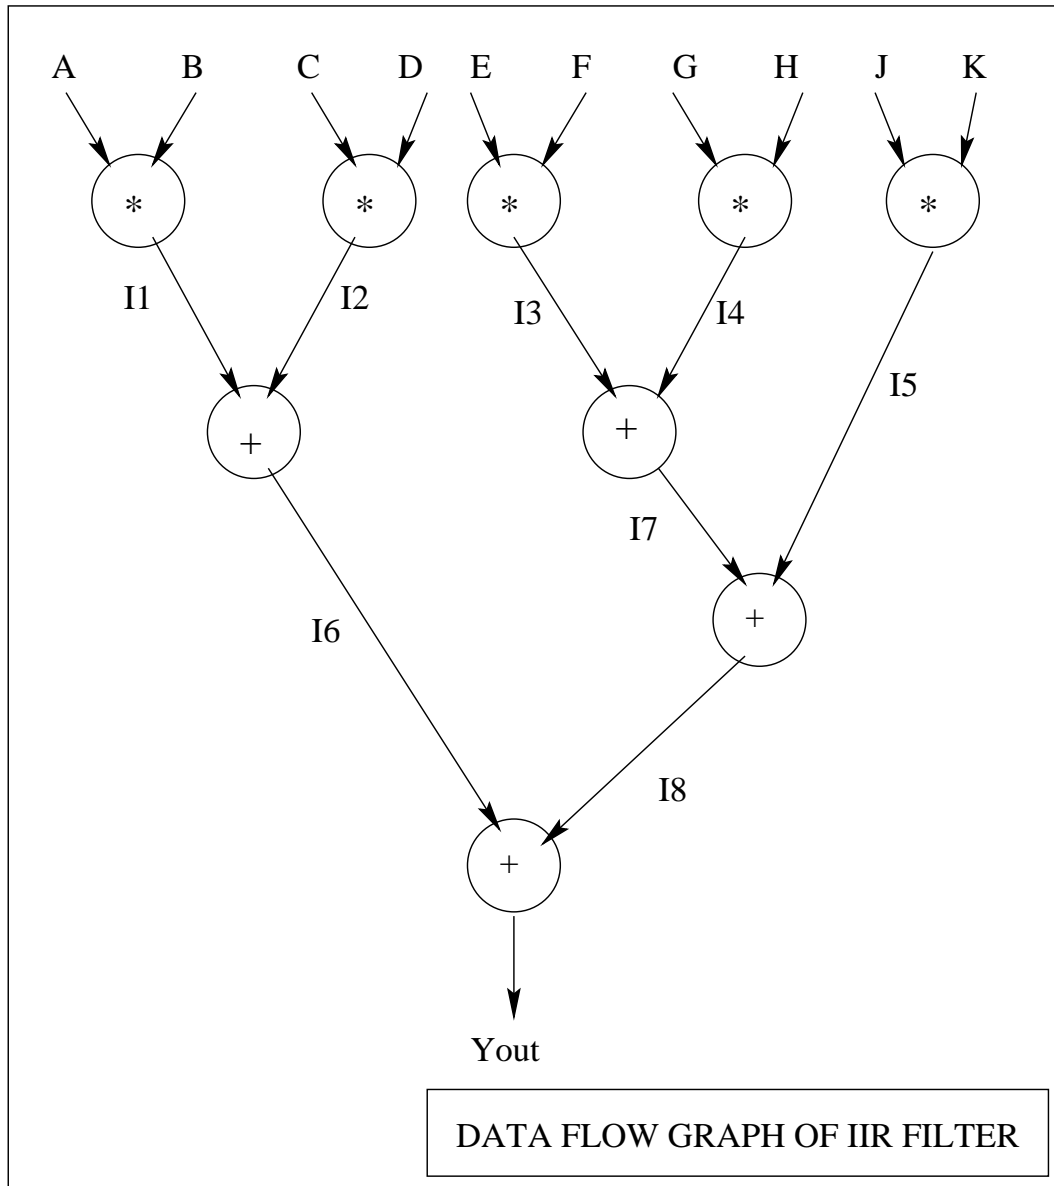 A B C D E F G H J K
* * * * *
I1 I2 I3 I4
I5
+ +
I7
I6 +
I8
+
Yout
DATA FLOW GRAPH OF IIR FILTER